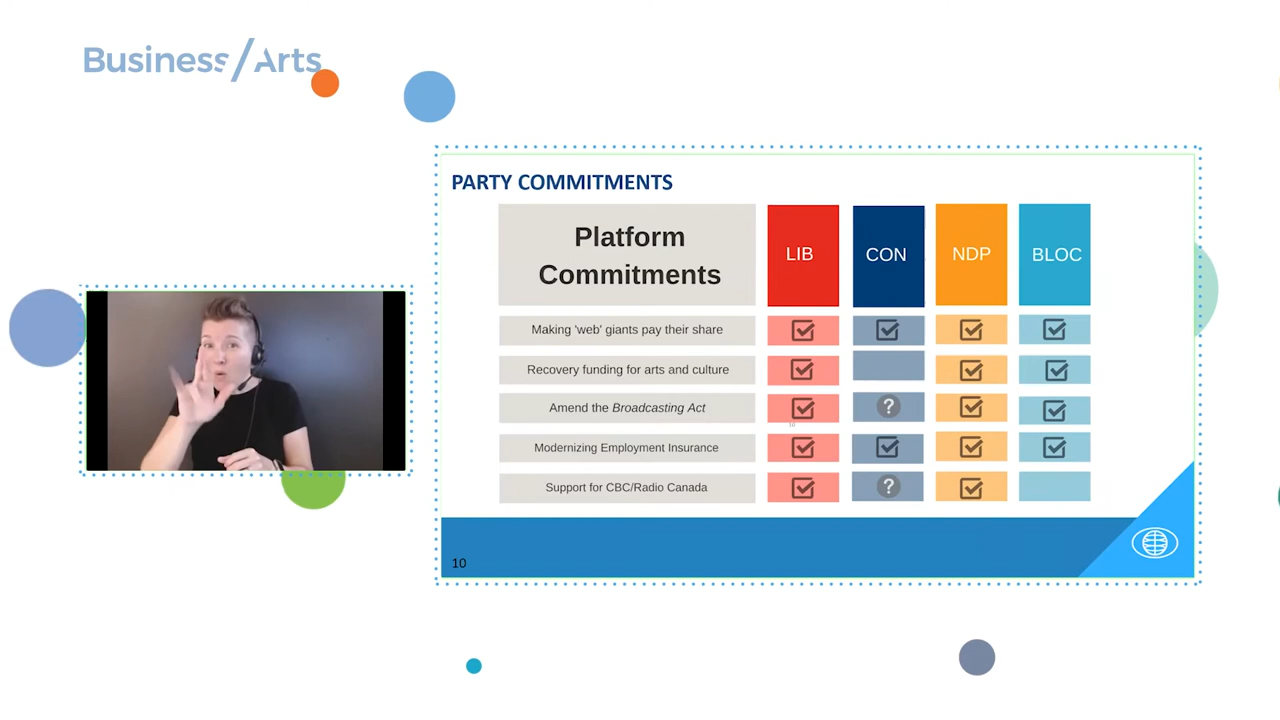 Business/Arts
PARTY COMMITMENTS
Platform
Commitments
LIB
CON
NDP
BLOC
Making 'web' giants pay their share
Recovery funding for arts and culture
Amend the Broadcasting Act
?
10
Modernizing Employment Insurance
Support for CBC/Radio Canada
?
10